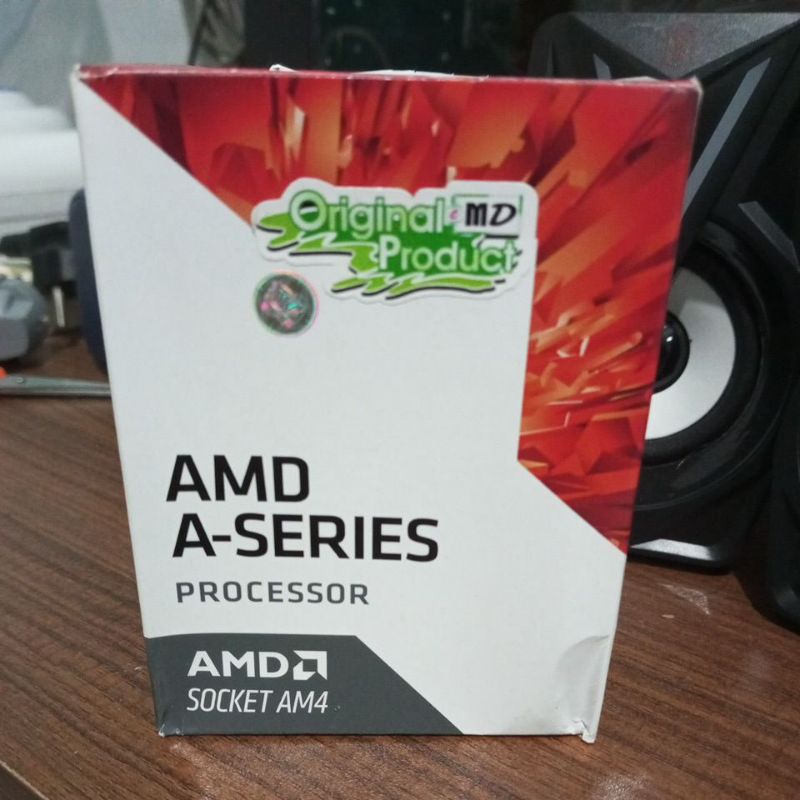 Original MD
Product
AMD
A-SERIES
PROCESSOR
AMD
SOCKET AM4